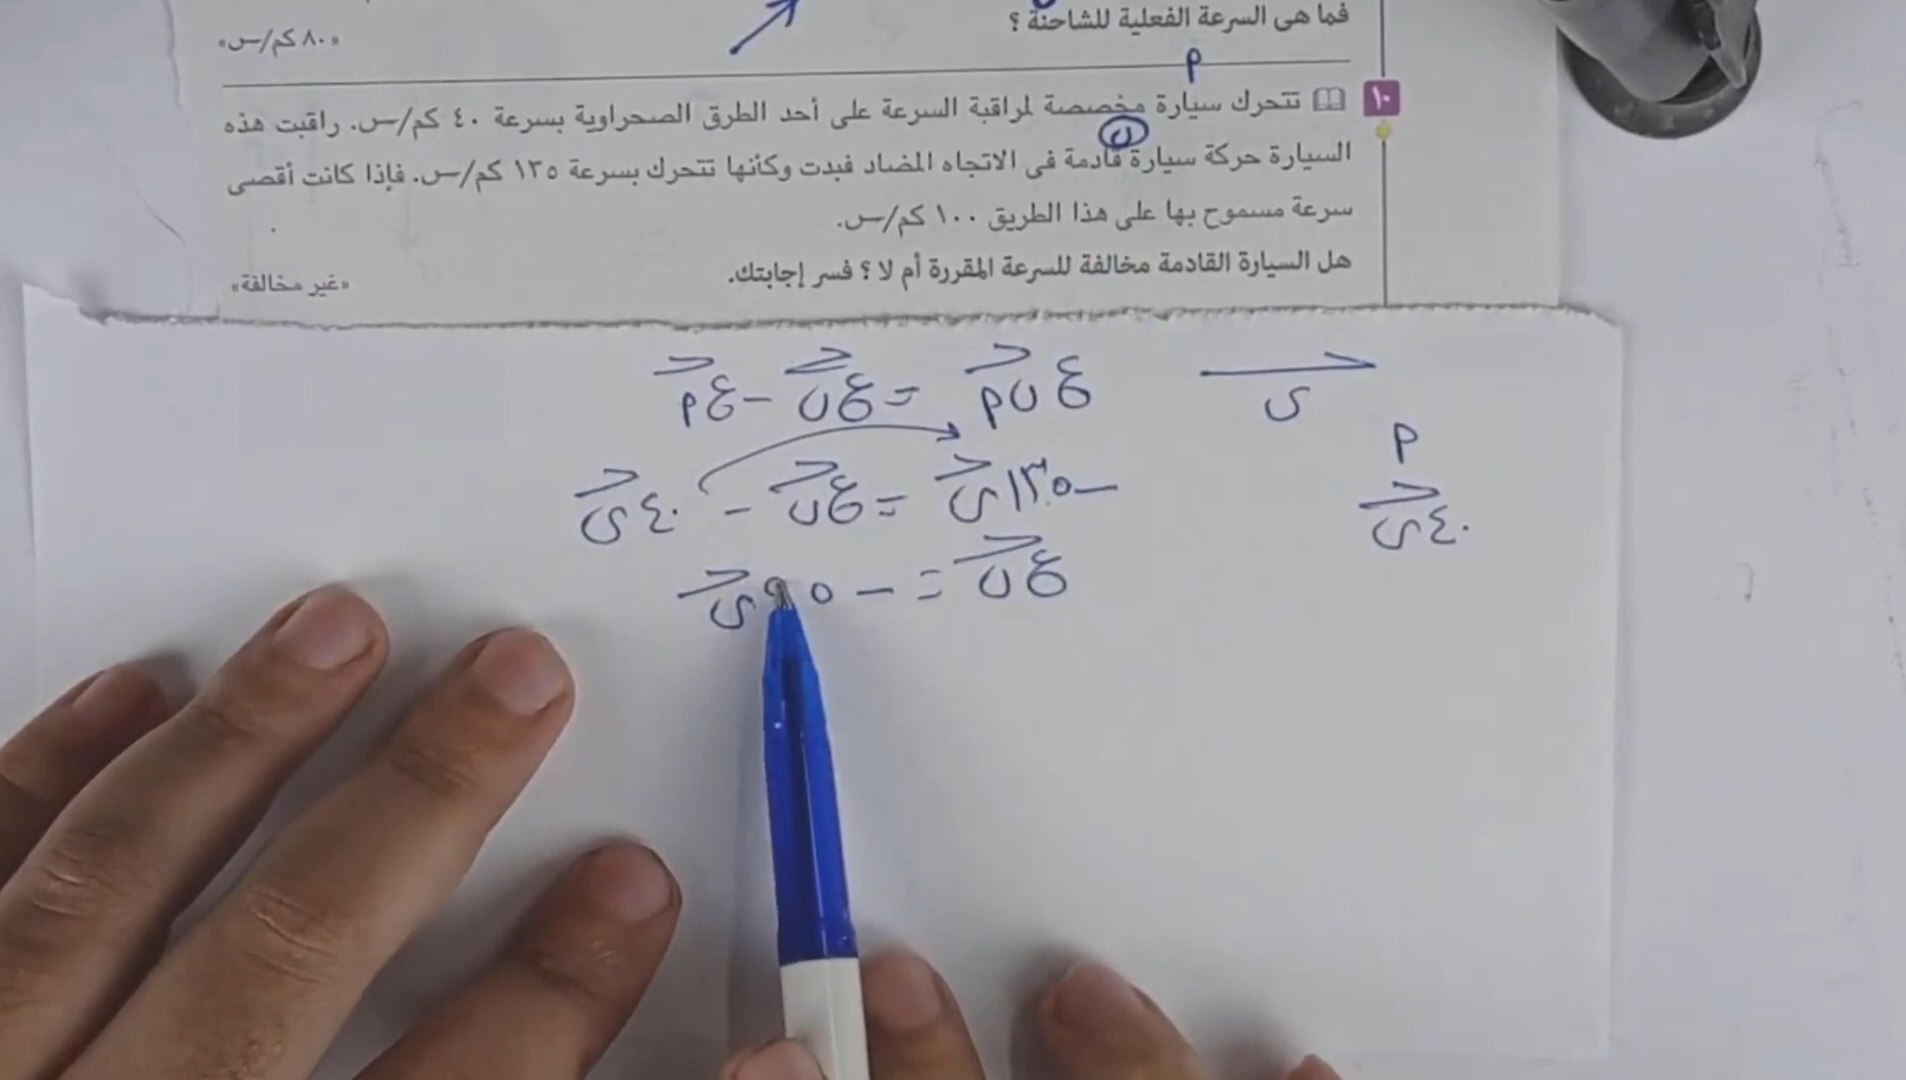 فما هى السرعة الفعلية للشاحنة ؟
«٨٠ كم/س»
م
١٠ تتحرك سيارة مخصصة لمراقبة السرعة على أحد الطرق الصحراوية بسرعة ٤٠ كم/س. راقبت هذه
ب
السيارة حركة سيارة قادمة فى الاتجاه المضاد فبدت وكأنها تتحرك بسرعة ١٣٥ كم/س. فإذا كانت أقصى
سرعة مسموح بها على هذا الطريق ١٠٠ كم/س.
هل السيارة القادمة مخالفة للسرعة المقررة أم لا ؟ فسر إجابتك.
«غير مخالفة»
ى
ع ب م = ع ب - ع م
م
٤٠ ى
- ١٣٥ ى = ع ب - ٤٠ ى
ع ب = - ٩٥ ى